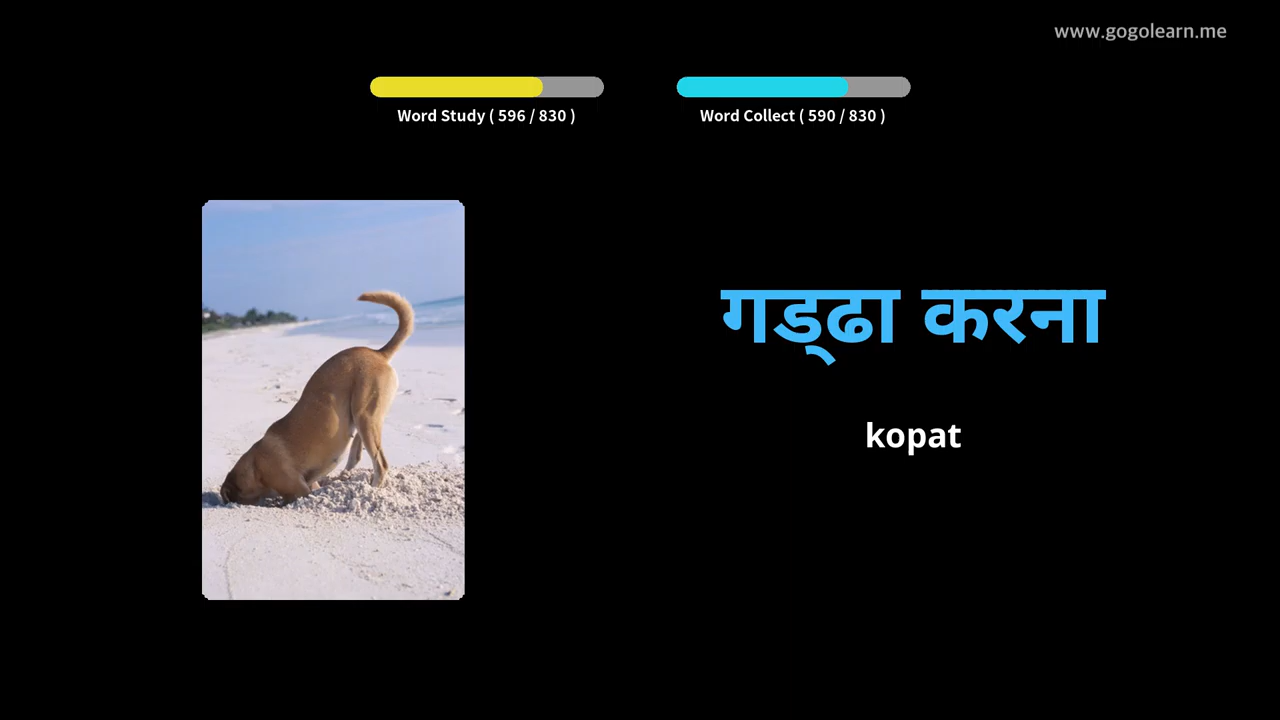 www.gogolearn.me
Word Study ( 596 / 830 )
Word Collect ( 590 / 830 )
गड्‌ढा करना
kopat